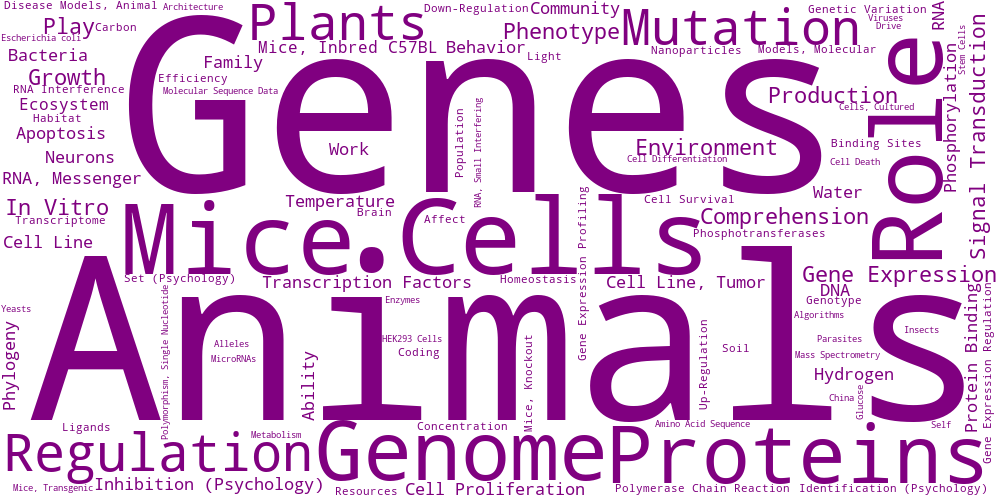 Disease Models, Animal
Architecture
Plants
Down-Regulation
Community
Genetic Variation
RNA
Play
Carbon
Genes
Phenotype
Mutation
Viruses
Drive
Stem Cells
Escherichia coli
Mice, Inbred C57BL
Behavior
Nanoparticles
Models, Molecular
Role
Bacteria
Family
Light
Signal Transduction
Growth
Efficiency
Phosphorylation
RNA Interference
Molecular Sequence Data
Production
Ecosystem
Population
RNA, Small Interfering
Cells, Cultured
Habitat
Apoptosis
Work
Environment
Binding Sites
Neurons
Cell Differentiation
Cell Death
RNA, Messenger
Temperature
Cell Survival
Water
In Vitro
Mice
Cells
Brain
Affect
Gene Expression Profiling
Comprehension
Transcriptome
Phosphotransferases
Cell Line
Set (Psychology)
Transcription Factors
Homeostasis
Cell Line, Tumor
Gene Expression
Animals
DNA
Yeasts
Polymorphism, Single Nucleotide
Enzymes
Genotype
Protein Binding
Gene Expression Regulation
Algorithms
Phylogeny
Alleles
HEK293 Cells
Up-Regulation
Insects
MicroRNAs
Coding
Mice, Knockout
Soil
Parasites
Mass Spectrometry
Ability
Hydrogen
Glucose
China
Ligands
Metabolism
Concentration
Amino Acid Sequence
Self
Regulation
Genome
Proteins
Mice, Transgenic
Inhibition (Psychology)
Resources
Cell Proliferation
Polymerase Chain Reaction
Identification (Psychology)